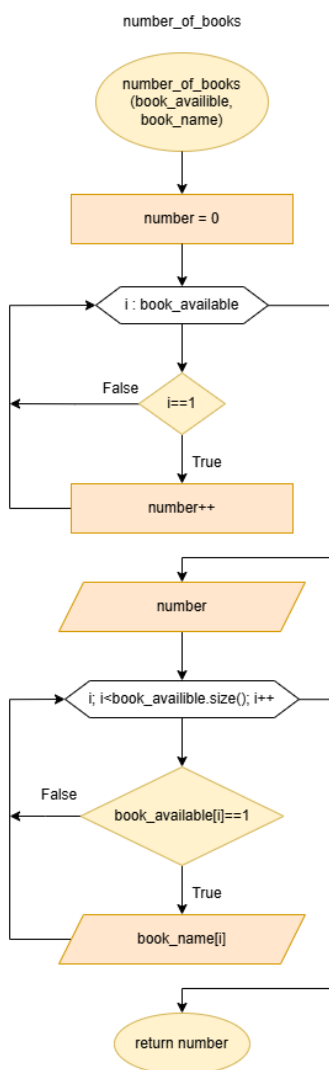 number_of_books
number_of_books
(book_availible,
book_name)
number = 0
i : book_available
False
i==1
True
number++
number
i; i<book_availible.size(); i++
False
book_available[i]==1
True
book_name[i]
return number